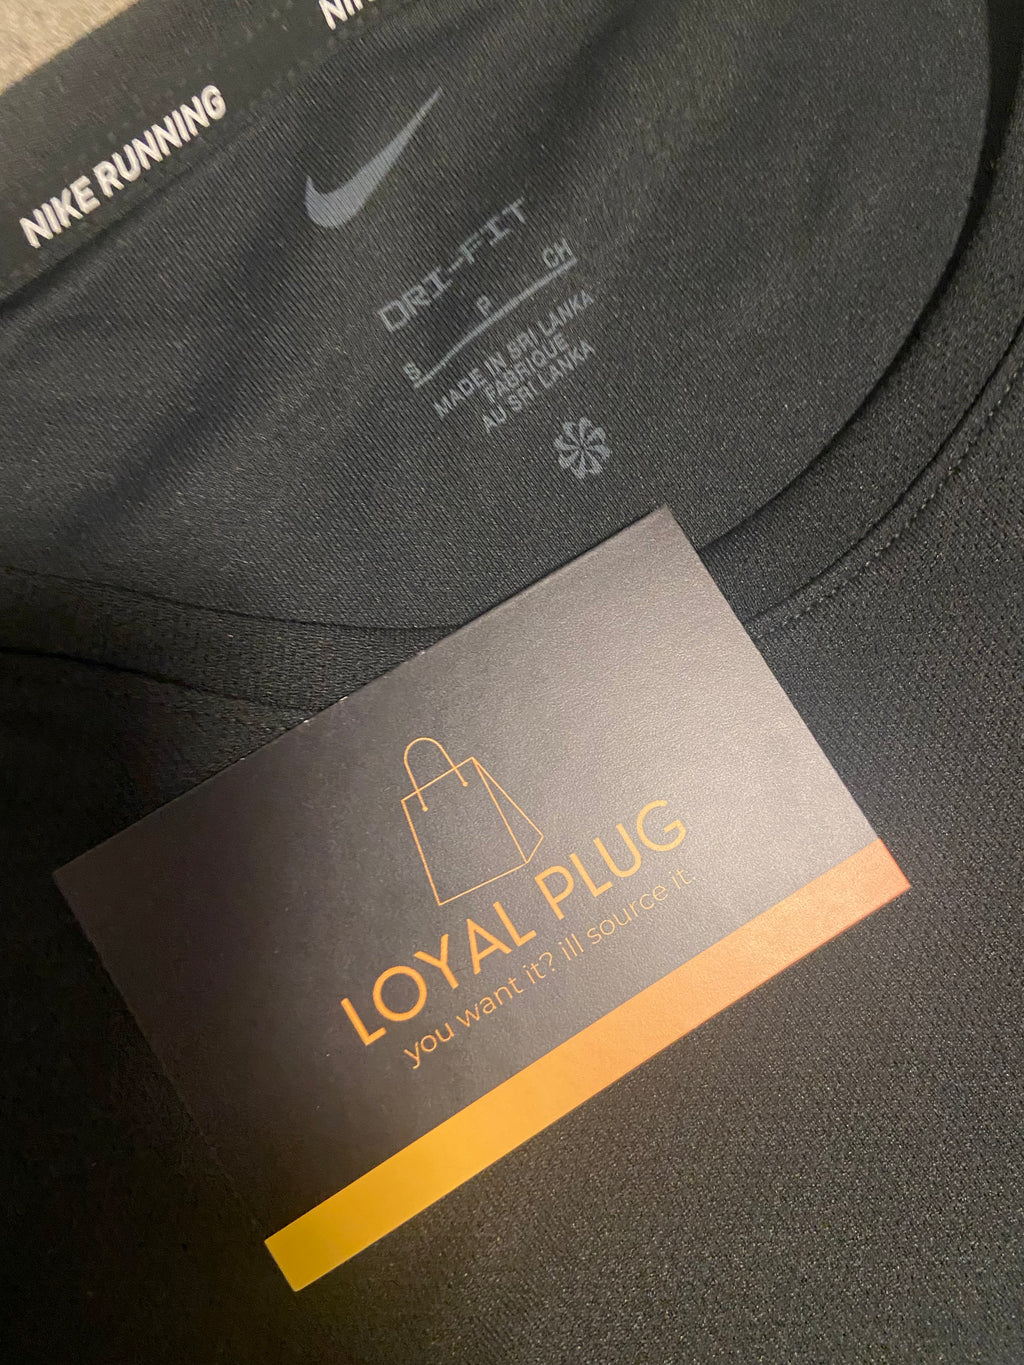 NIKE RUNNING
DRI-FIT
S P CH
MADE IN SRI LANKA
FABRIQUE
AU SRI LANKA
LOYAL PLUG
you want it? ill source it